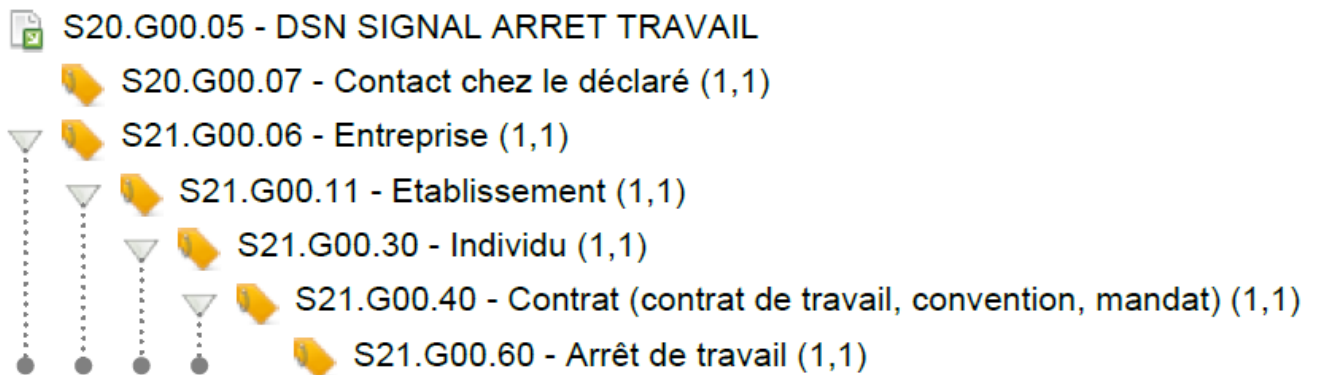 S20.G00.05 - DSN SIGNAL ARRET TRAVAIL
S20.G00.07 - Contact chez le déclaré (1,1)
S21.G00.06 - Entreprise (1,1)
S21.G00.11 - Etablissement (1,1)
S21.G00.30 - Individu (1,1)
S21.G00.40 - Contrat (contrat de travail, convention, mandat) (1,1)
S21.G00.60 - Arrêt de travail (1,1)